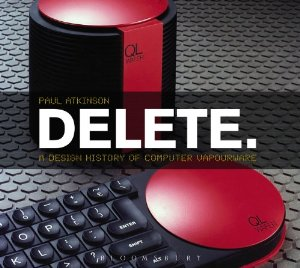 QL
PAUL ATKINSON
DELETE.
A DESIGN HISTORY OF COMPUTER VAPOURWARE
QL
ENTER
SHIFT
BLOOMSBURY